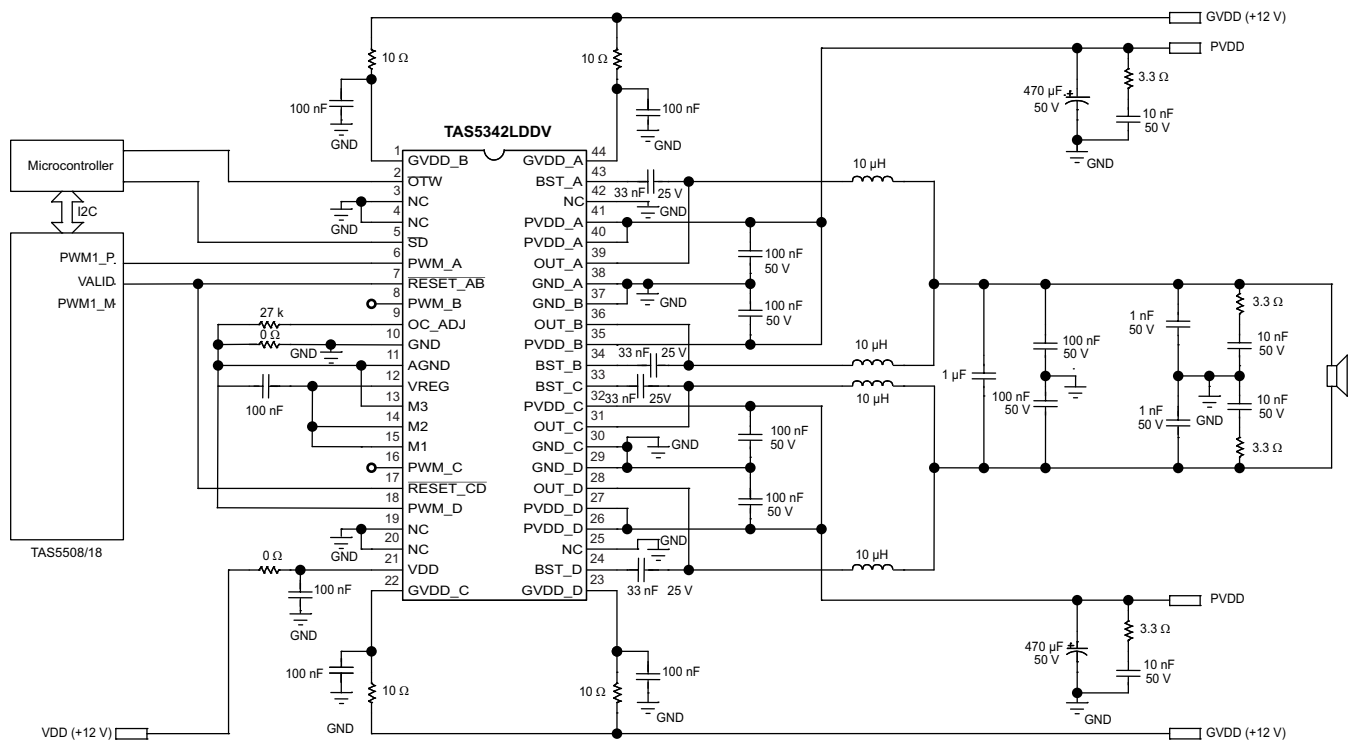 GVDD (+12 V)
PVDD
10 Ω
10 Ω
3.3 Ω
470 µF
50 V
10 nF
50 V
GND
100 nF
GND
100 nF
GND
TAS5342LDDV
Microcontroller
I2C
PWM1_P
VALID
PWM1_M
TAS5508/18
1 GVDD_B
2 OTW
3 NC
4 NC
5 SD
6 PWM_A
7 RESET_AB
8 PWM_B
9 OC_ADJ
10 GND
11 AGND
12 VREG
13 M3
14 M2
15 M1
16 PWM_C
17 RESET_CD
18 PWM_D
19 NC
20 NC
21 VDD
22 GVDD_C
GVDD_A 44
BST_A 43
NC 42
PVDD_A 41
PVDD_A 40
OUT_A 39
GND_A 38
GND_B 37
OUT_B 36
PVDD_B 35
BST_B 34
BST_C 33
PVDD_C 32
OUT_C 31
GND_C 30
GND_D 29
OUT_D 28
PVDD_D 27
PVDD_D 26
NC 25
BST_D 24
GVDD_D 23
GND
27 k
0 Ω
GND
100 nF
GND
0 Ω
100 nF
GND
33 nF 25 V
GND
100 nF
50 V
GND
100 nF
50 V
33 nF 25 V
33 nF 25V
100 nF
50 V
GND
100 nF
50 V
GND
33 nF 25 V
10 µH
10 µH
10 µH
10 µH
1 µF
100 nF
50 V
100 nF
50 V
1 nF
50 V
1 nF
50 V
3.3 Ω
10 nF
50 V
GND
10 nF
50 V
3.3 Ω
100 nF
10 Ω
GND
100 nF
GND
10 Ω
PVDD
3.3 Ω
470 µF
50 V
10 nF
50 V
GND
VDD (+12 V)
GVDD (+12 V)